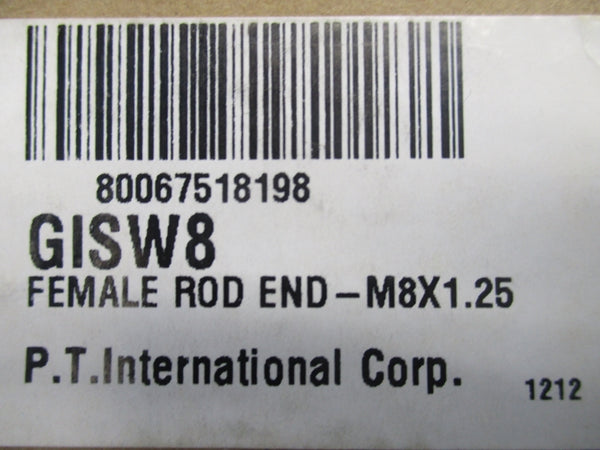 80067518198
GISW8
FEMALE ROD END-M8X1.25
P.T.International Corp.
1212